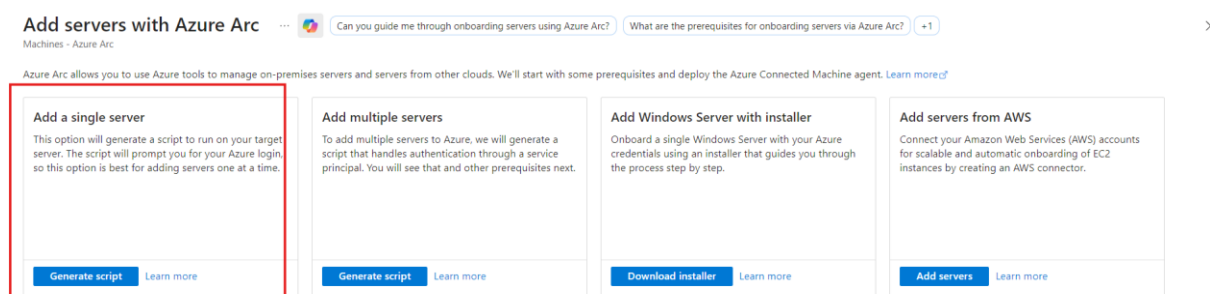 Add servers with Azure Arc ...
Can you guide me through onboarding servers using Azure Arc?
What are the prerequisites for onboarding servers via Azure Arc?
+1
Machines - Azure Arc
Azure Arc allows you to use Azure tools to manage on-premises servers and servers from other clouds. We'll start with some prerequisites and deploy the Azure Connected Machine agent. Learn more
Add a single server
This option will generate a script to run on your target
server. The script will prompt you for your Azure login,
so this option is best for adding servers one at a time.
Generate script Learn more
Add multiple servers
To add multiple servers to Azure, we will generate a
script that handles authentication through a service
principal. You will see that and other prerequisites next.
Generate script Learn more
Add Windows Server with installer
Onboard a single Windows Server with your Azure
credentials using an installer that guides you through
the process step by step.
Download installer Learn more
Add servers from AWS
Connect your Amazon Web Services (AWS) accounts
for scalable and automatic onboarding of EC2
instances by creating an AWS connector.
Add servers Learn more